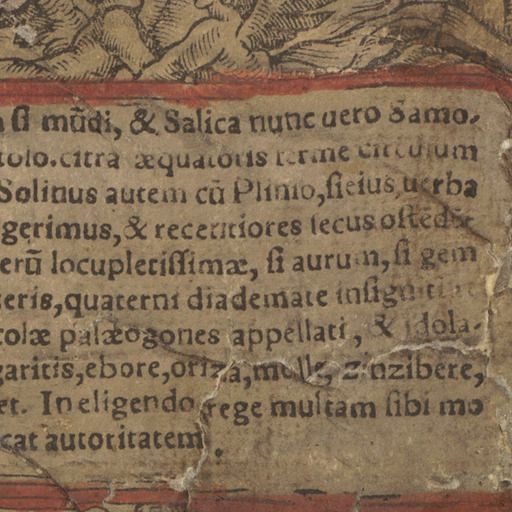 si mūdi, & Salica nunc uero Samo.
citra æquatoris ferme circulum
Solinus autem cū Plinio, si eius uerba
gerimus, & recentiores secus ostedēt
erū locupletissimæ, si aurum, si gem
eris, quaterni diademate insigniti
colæ palæogones appellati, & idola-
garitis, ebore, oriza, melle, zinzibere,
et. In eligendo rege multam sibi mo
cat autoritatem.